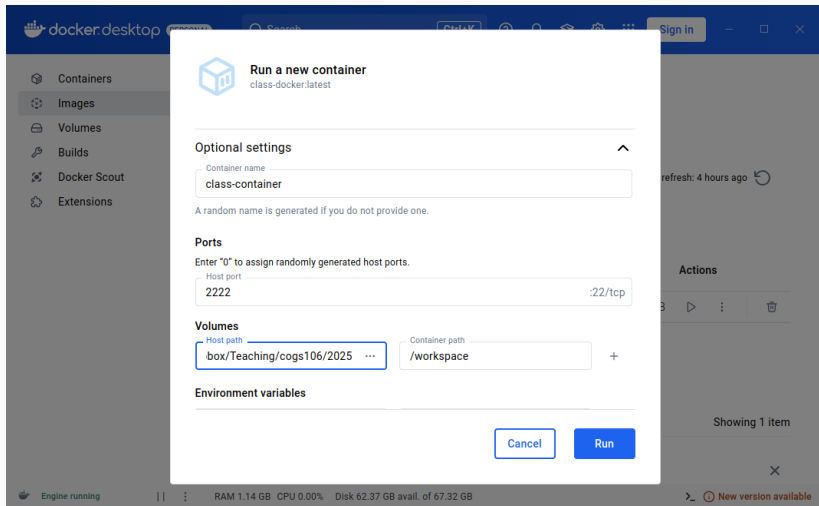 docker desktop
Sign in
Containers
Images
Volumes
Builds
Docker Scout
Extensions
Run a new container
class-docker:latest
Optional settings
Container name
class-container
A random name is generated if you do not provide one.
Ports
Enter "0" to assign randomly generated host ports.
Host port
2222 :22/tcp
Volumes
Host path
box/Teaching/cogs106/2025 ...
Container path
/workspace
Environment variables
Cancel
Run
refresh: 4 hours ago
Actions
Showing 1 item
Engine running
RAM 1.14 GB CPU 0.00% Disk 62.37 GB avail. of 67.32 GB
New version available